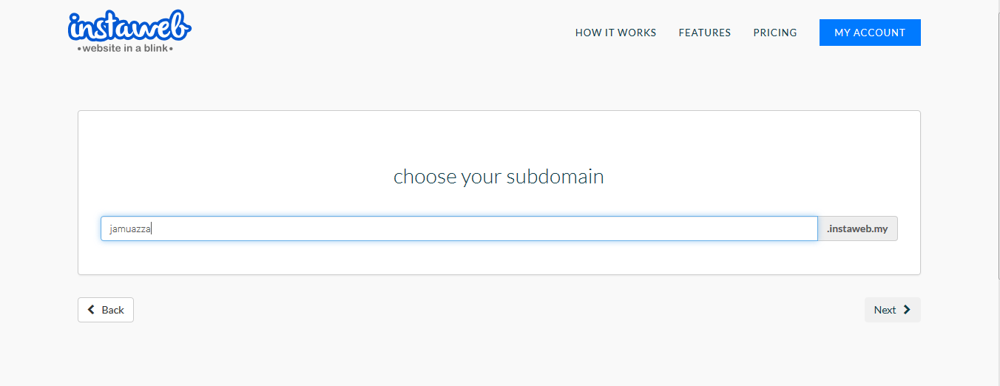 instaweb
•website in a blink•
HOW IT WORKS FEATURES PRICING MY ACCOUNT
choose your subdomain
jamuazza .instaweb.my
Back Next